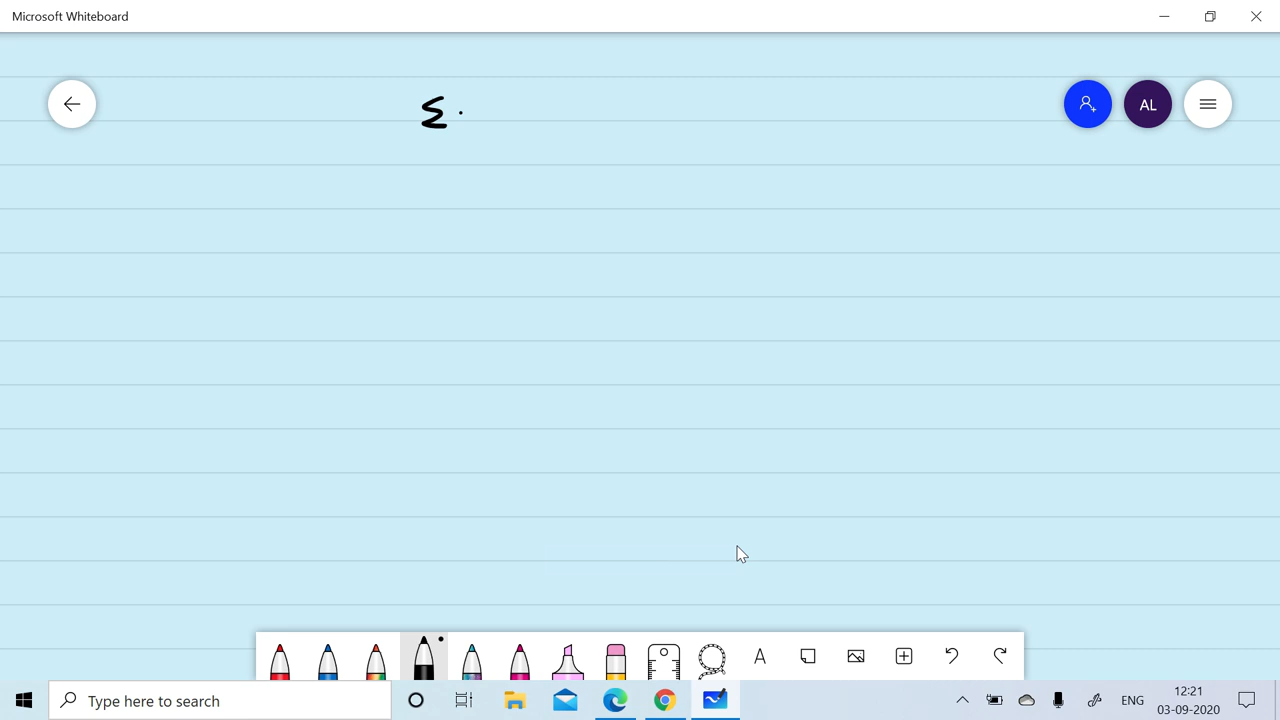 Microsoft Whiteboard
Σ .
AL
A
Type here to search
ENG
12:21
03-09-2020